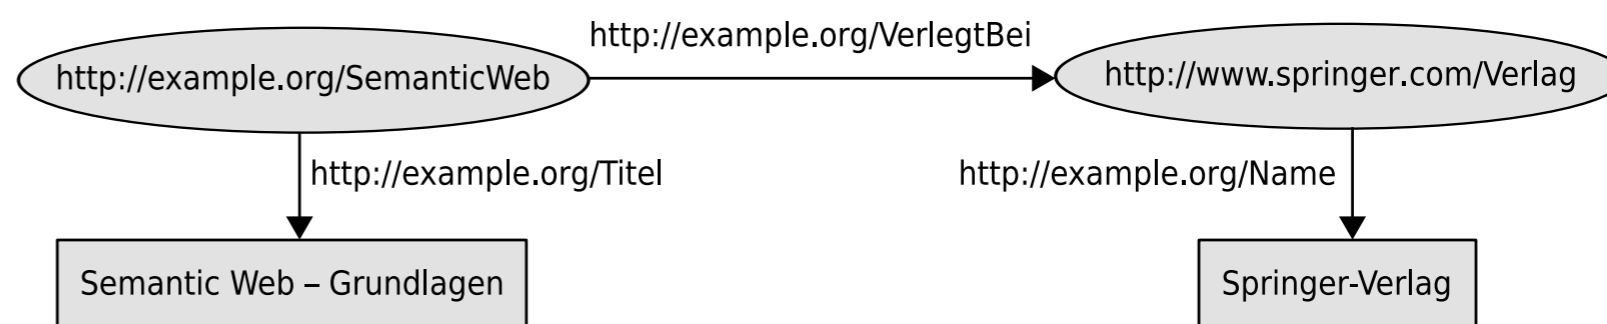 http://example.org/VerlegtBei
http://example.org/SemanticWeb
http://www.springer.com/Verlag
http://example.org/Titel
http://example.org/Name
Semantic Web – Grundlagen
Springer-Verlag